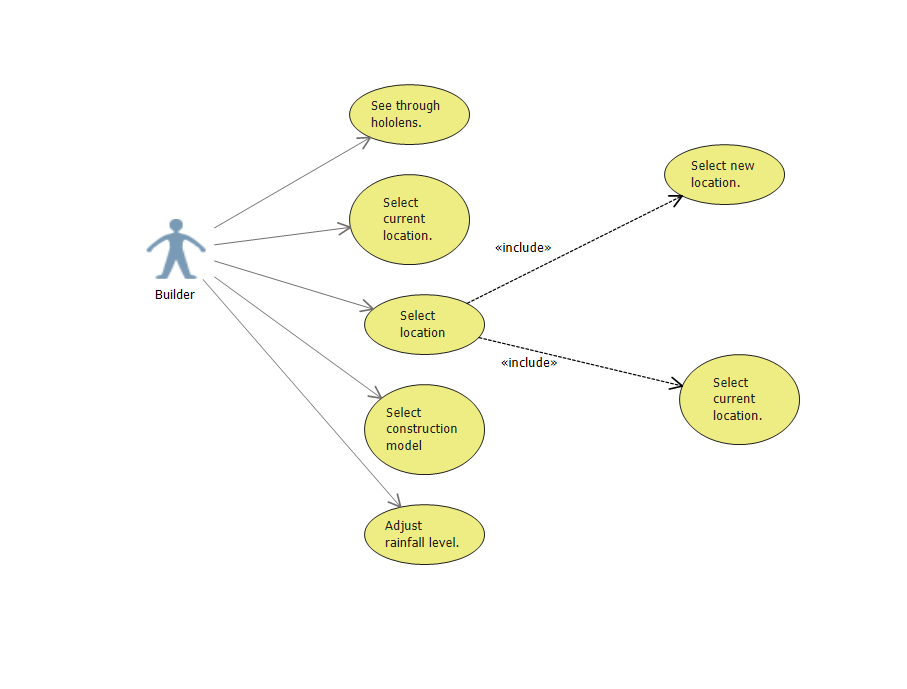 See through
hololens.
Select new
location.
Select
current
location.
«include»
Builder
Select
location
«include»
Select
current
location.
Select
construction
model
Adjust
rainfall level.